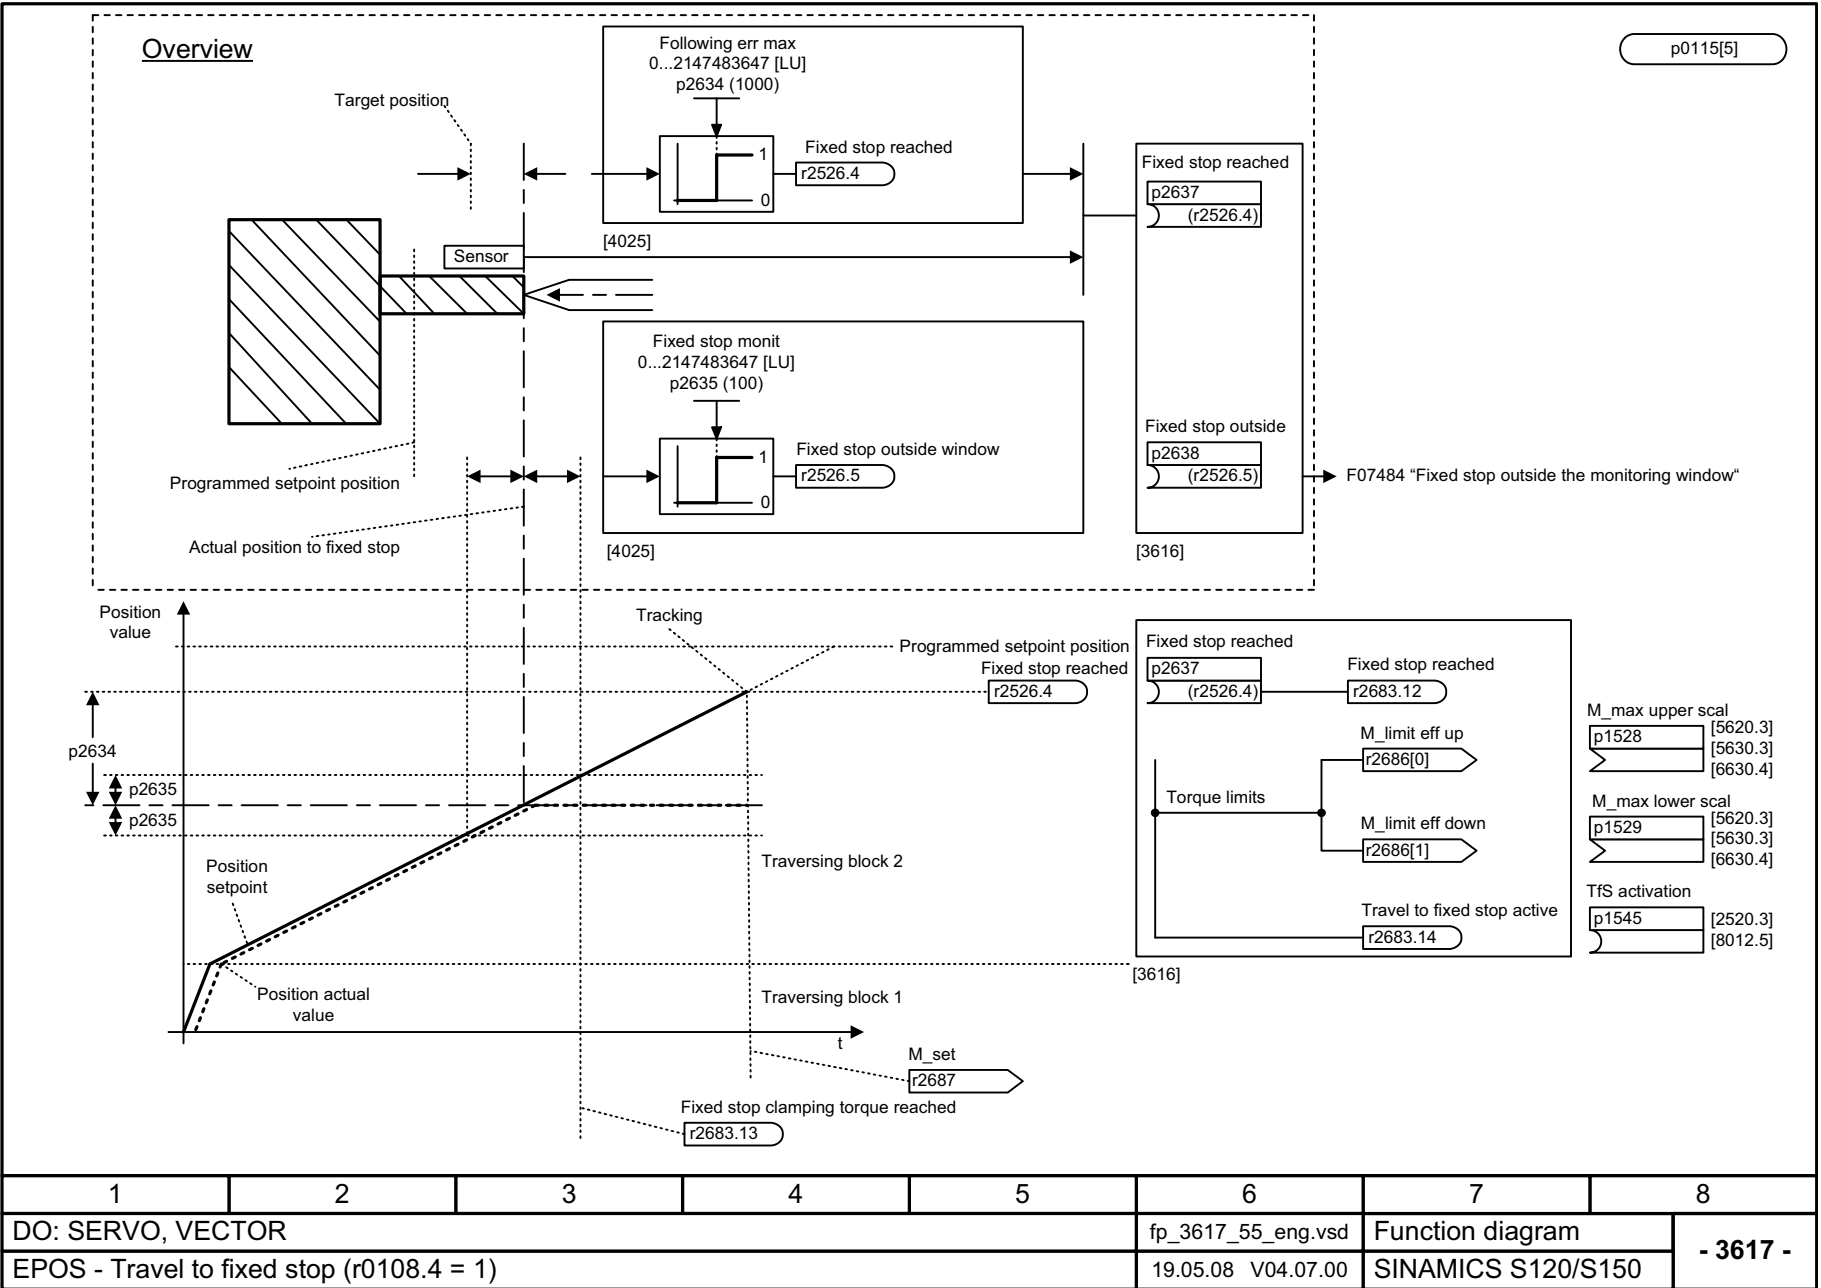 Overview
p0115[5]
Target position
Following err max
0...2147483647 [LU]
p2634 (1000)
1
0
Fixed stop reached
r2526.4
[4025]
Sensor
Fixed stop reached
p2637
(r2526.4)
Fixed stop monit
0...2147483647 [LU]
p2635 (100)
1
0
Fixed stop outside window
r2526.5
[4025]
Fixed stop outside
p2638
(r2526.5)
[3616]
F07484 “Fixed stop outside the monitoring window“
Programmed setpoint position
Actual position to fixed stop
Position
value
Tracking
Programmed setpoint position
Fixed stop reached
r2526.4
p2634
p2635
p2635
Position
setpoint
Traversing block 2
Position actual
value
Traversing block 1
t
M_set
r2687
Fixed stop clamping torque reached
r2683.13
Fixed stop reached
p2637
(r2526.4)
Fixed stop reached
r2683.12
M_limit eff up
r2686[0]
Torque limits
M_limit eff down
r2686[1]
Travel to fixed stop active
r2683.14
[3616]
M_max upper scal
p1528
[5620.3]
[5630.3]
[6630.4]
M_max lower scal
p1529
[5620.3]
[5630.3]
[6630.4]
TfS activation
p1545
[2520.3]
[8012.5]
1 2 3 4 5 6 7 8
DO: SERVO, VECTOR
fp_3617_55_eng.vsd
Function diagram
- 3617 -
EPOS - Travel to fixed stop (r0108.4 = 1)
19.05.08 V04.07.00
SINAMICS S120/S150